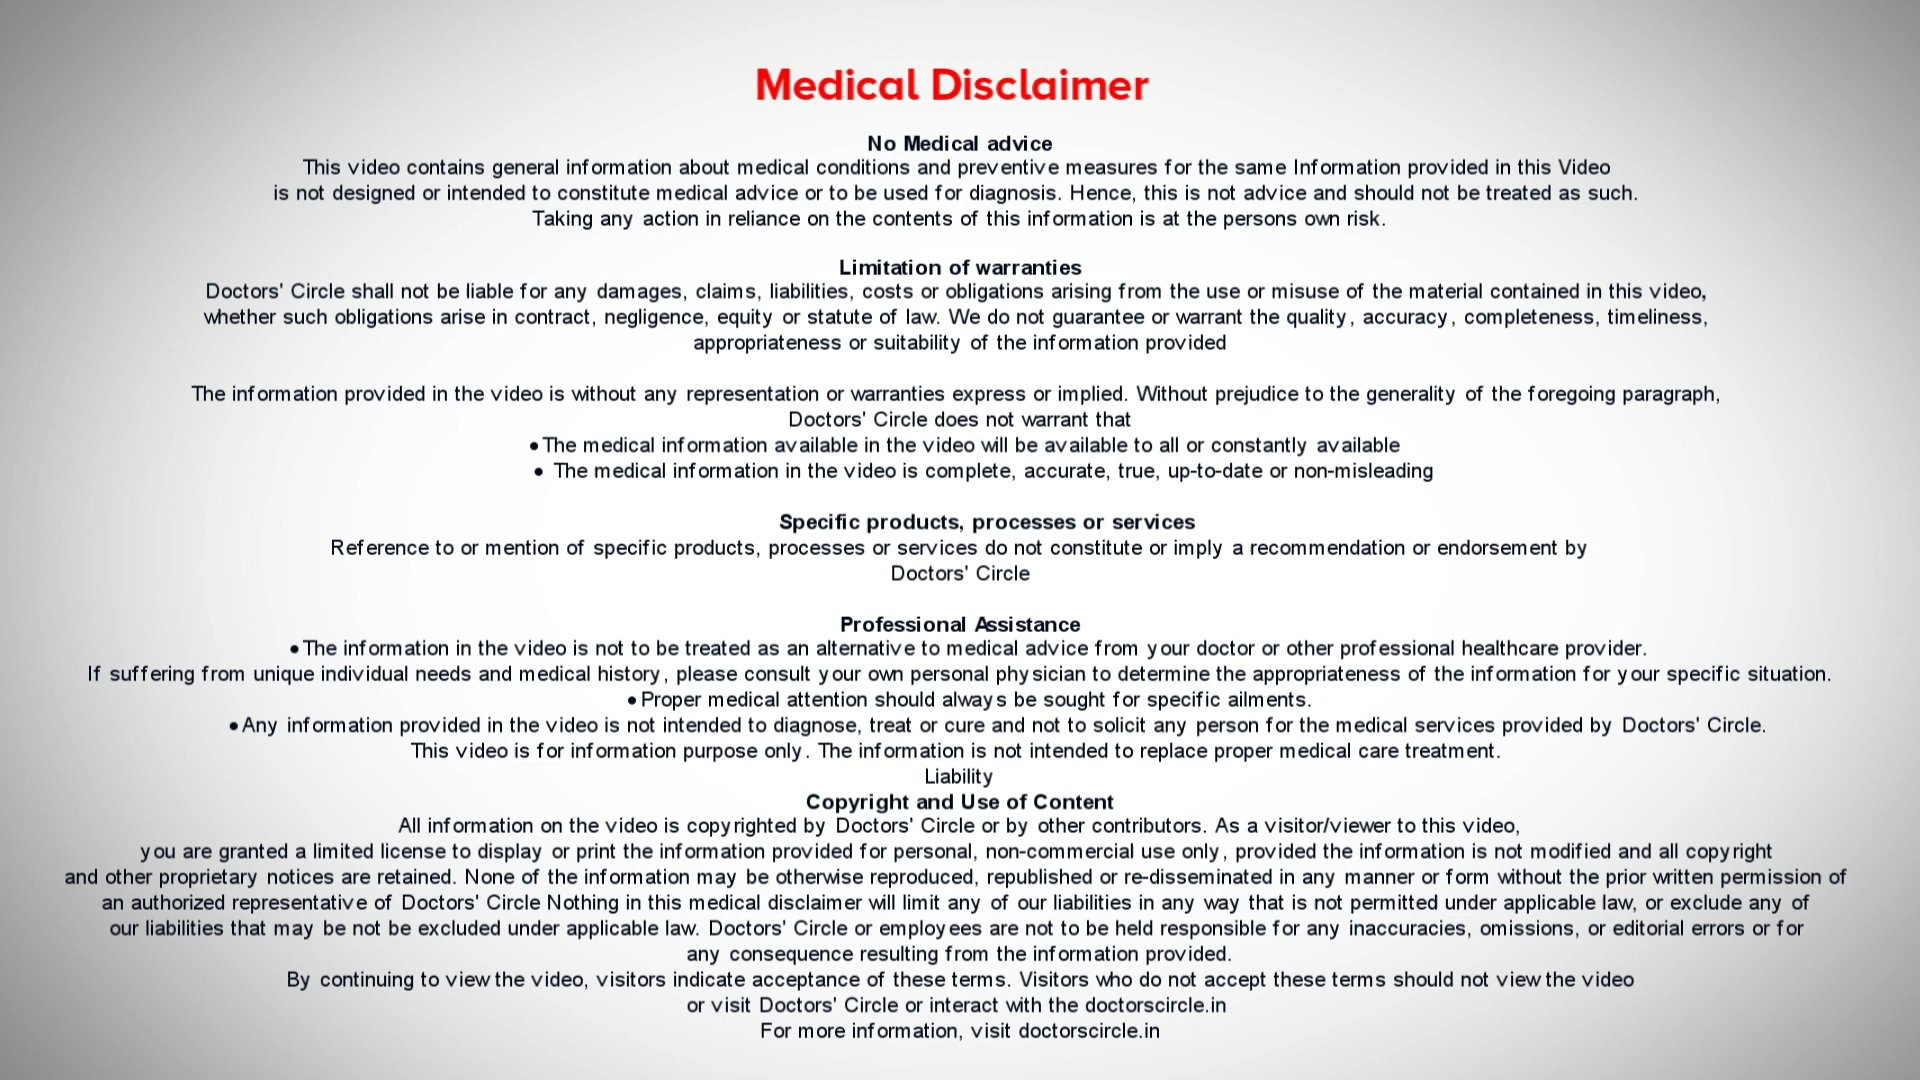 Medical Disclaimer
No Medical advice
This video contains general information about medical conditions and preventive measures for the same Information provided in this Video
is not designed or intended to constitute medical advice or to be used for diagnosis. Hence, this is not advice and should not be treated as such.
Taking any action in reliance on the contents of this information is at the persons own risk.
Limitation of warranties
Doctors' Circle shall not be liable for any damages, claims, liabilities, costs or obligations arising from the use or misuse of the material contained in this video,
whether such obligations arise in contract, negligence, equity or statute of law. We do not guarantee or warrant the quality, accuracy, completeness, timeliness,
appropriateness or suitability of the information provided
The information provided in the video is without any representation or warranties express or implied. Without prejudice to the generality of the foregoing paragraph,
Doctors' Circle does not warrant that
• The medical information available in the video will be available to all or constantly available
• The medical information in the video is complete, accurate, true, up-to-date or non-misleading
Specific products, processes or services
Reference to or mention of specific products, processes or services do not constitute or imply a recommendation or endorsement by
Doctors' Circle
Professional Assistance
• The information in the video is not to be treated as an alternative to medical advice from your doctor or other professional healthcare provider.
If suffering from unique individual needs and medical history, please consult your own personal physician to determine the appropriateness of the information for your specific situation.
• Proper medical attention should always be sought for specific ailments.
• Any information provided in the video is not intended to diagnose, treat or cure and not to solicit any person for the medical services provided by Doctors' Circle.
This video is for information purpose only. The information is not intended to replace proper medical care treatment.
Liability
Copyright and Use of Content
All information on the video is copyrighted by Doctors' Circle or by other contributors. As a visitor/viewer to this video,
you are granted a limited license to display or print the information provided for personal, non-commercial use only, provided the information is not modified and all copyright
and other proprietary notices are retained. None of the information may be otherwise reproduced, republished or re-disseminated in any manner or form without the prior written permission of
an authorized representative of Doctors' Circle Nothing in this medical disclaimer will limit any of our liabilities in any way that is not permitted under applicable law, or exclude any of
our liabilities that may be not be excluded under applicable law. Doctors' Circle or employees are not to be held responsible for any inaccuracies, omissions, or editorial errors or for
any consequence resulting from the information provided.
By continuing to view the video, visitors indicate acceptance of these terms. Visitors who do not accept these terms should not view the video
or visit Doctors' Circle or interact with the doctorscircle.in
For more information, visit doctorscircle.in